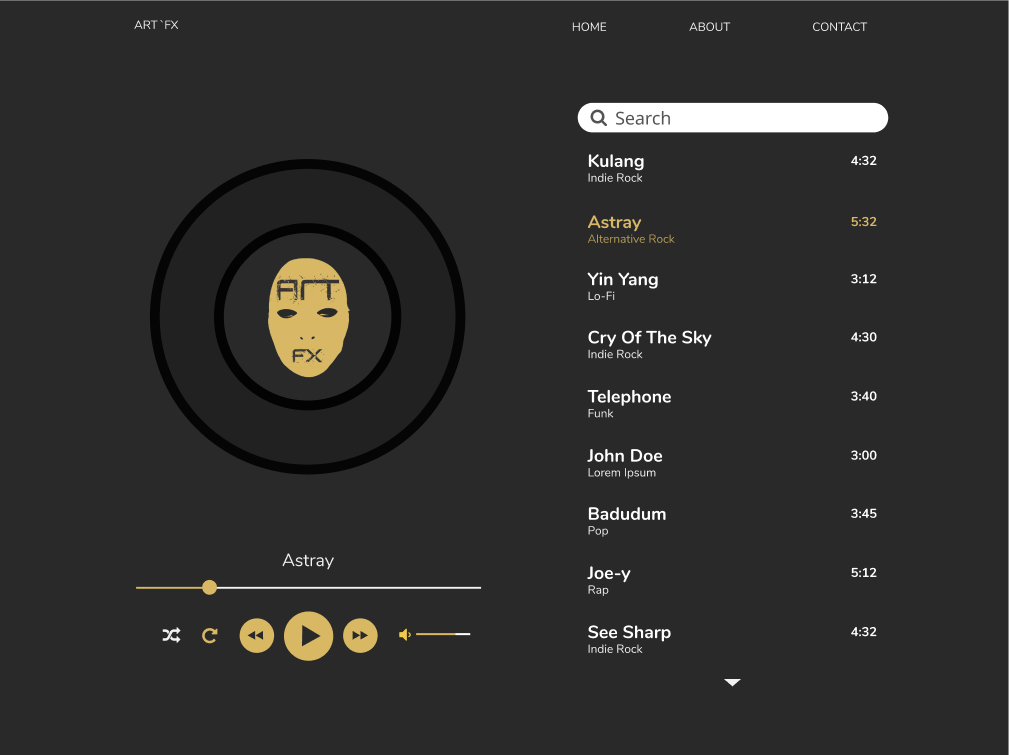 ART`FX
HOME
ABOUT
CONTACT
Search
Kulang
4:32
Indie Rock
Astray
5:32
Alternative Rock
Yin Yang
3:12
Lo-Fi
Cry Of The Sky
4:30
Indie Rock
Telephone
3:40
Funk
John Doe
3:00
Lorem Ipsum
Badudum
3:45
Pop
Joe-y
5:12
Rap
See Sharp
4:32
Indie Rock
ART
FX
Astray